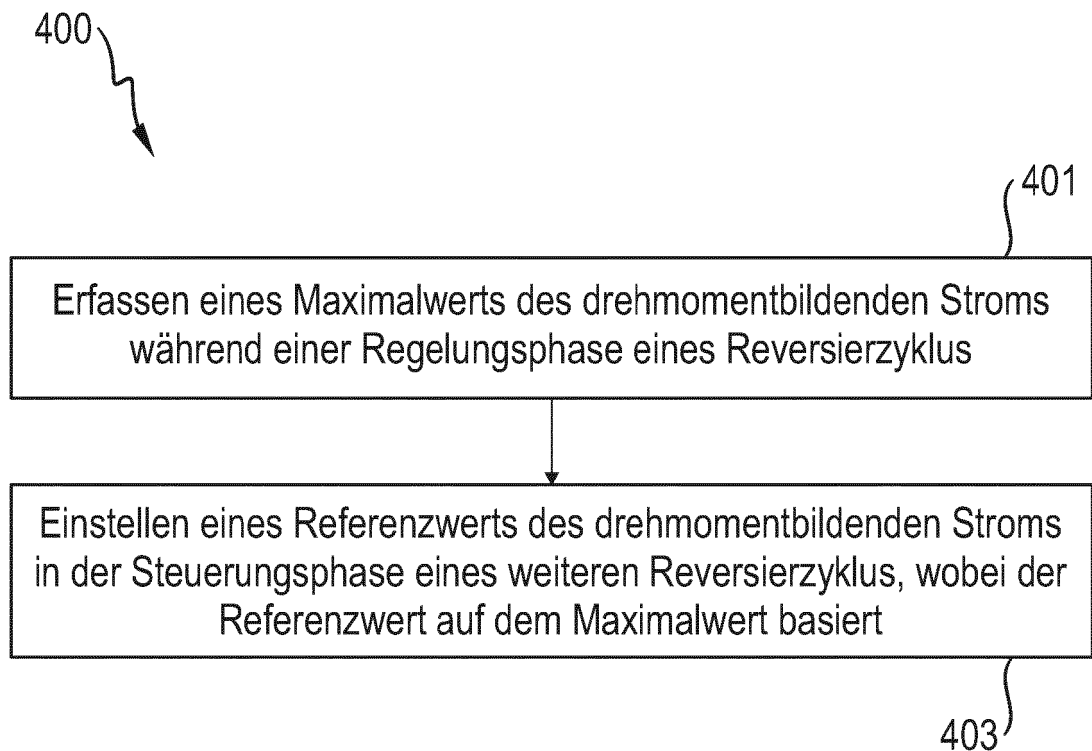 400
401
Erfassen eines Maximalwerts des drehmomentbildenden Stroms
während einer Regelungsphase eines Reversierzyklus
Einstellen eines Referenzwerts des drehmomentbildenden Stroms
in der Steuerungsphase eines weiteren Reversierzyklus, wobei der
Referenzwert auf dem Maximalwert basiert
403